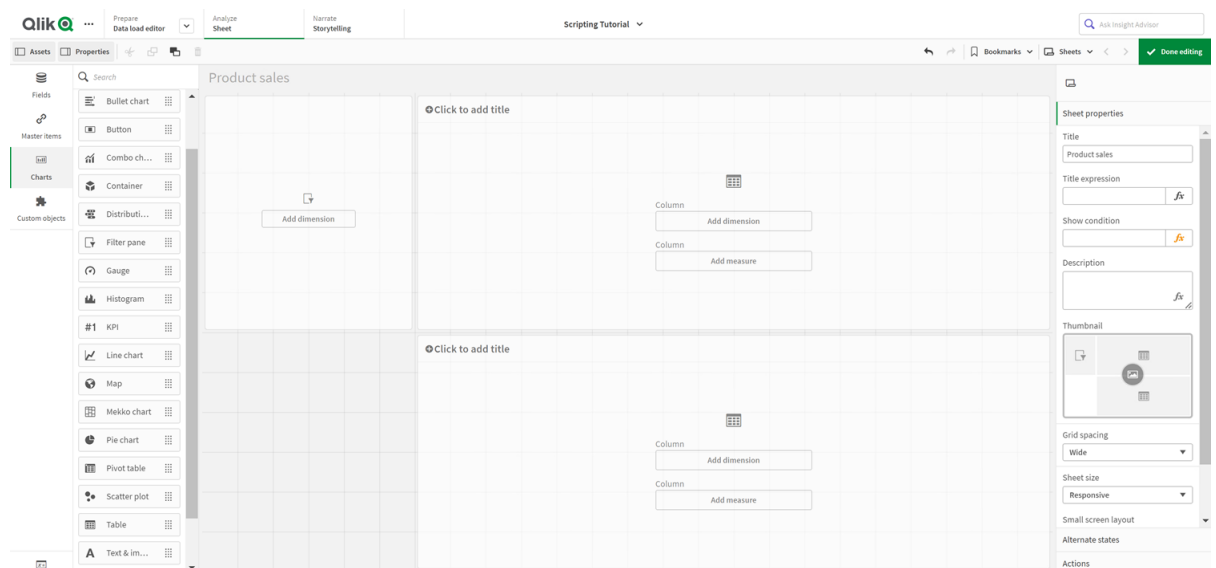 Qlik
Prepare
Data load editor
Analyze
Sheet
Narrate
Storytelling
Scripting Tutorial
Ask Insight Advisor
Assets
Properties
Bookmarks
Sheets
Done editing
Fields
Master items
Charts
Custom objects
Search
Bullet chart
Button
Combo ch...
Container
Distributi...
Filter pane
Gauge
Histogram
#1 KPI
Line chart
Map
Mekko chart
Pie chart
Pivot table
Scatter plot
Table
A Text & im...
Product sales
Add dimension
Click to add title
Column
Add dimension
Column
Add measure
Click to add title
Column
Add dimension
Column
Add measure
Sheet properties
Title
Product sales
Title expression
fx
Show condition
fx
Description
fx
Thumbnail
Grid spacing
Wide
Sheet size
Responsive
Small screen layout
Alternate states
Actions